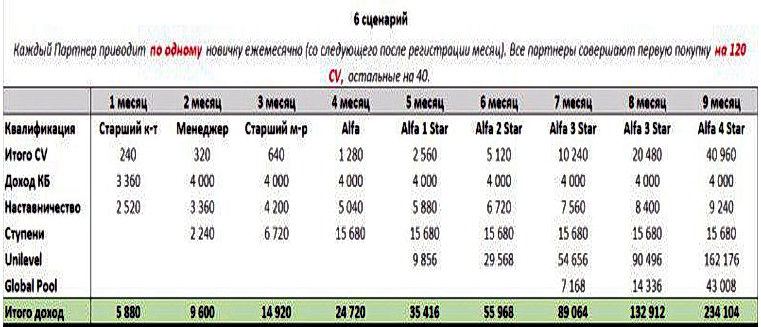 6 сценарий
Каждый Партнер приводит по одному новичку ежемесячно (со следующего после регистрации месяц). Все партнеры совершают первую покупку на 120
CV, остальные на 40.
1 месяц 2 месяц 3 месяц 4 месяц 5 месяц 6 месяц 7 месяц 8 месяц 9 месяц
Квалификация Старший к-т Менеджер Старший м-р Alfa Alfa 1 Star Alfa 2 Star Alfa 3 Star Alfa 3 Star Alfa 4 Star
Итого CV 240 320 640 1 280 2 560 5 120 10 240 20 480 40 960
Доход КБ 3 360 4 000 4 000 4 000 4 000 4 000 4 000 4 000 4 000
Наставничество 2 520 3 360 4 200 5 040 5 880 6 720 7 560 8 400 9 240
Ступени 2 240 6 720 15 680 15 680 15 680 15 680 15 680 15 680
Unilevel 9 856 29 568 54 656 90 496 162 176
Global Pool 7 168 14 336 43 008
Итого доход 5 880 9 600 14 920 24 720 35 416 55 968 89 064 132 912 234 104